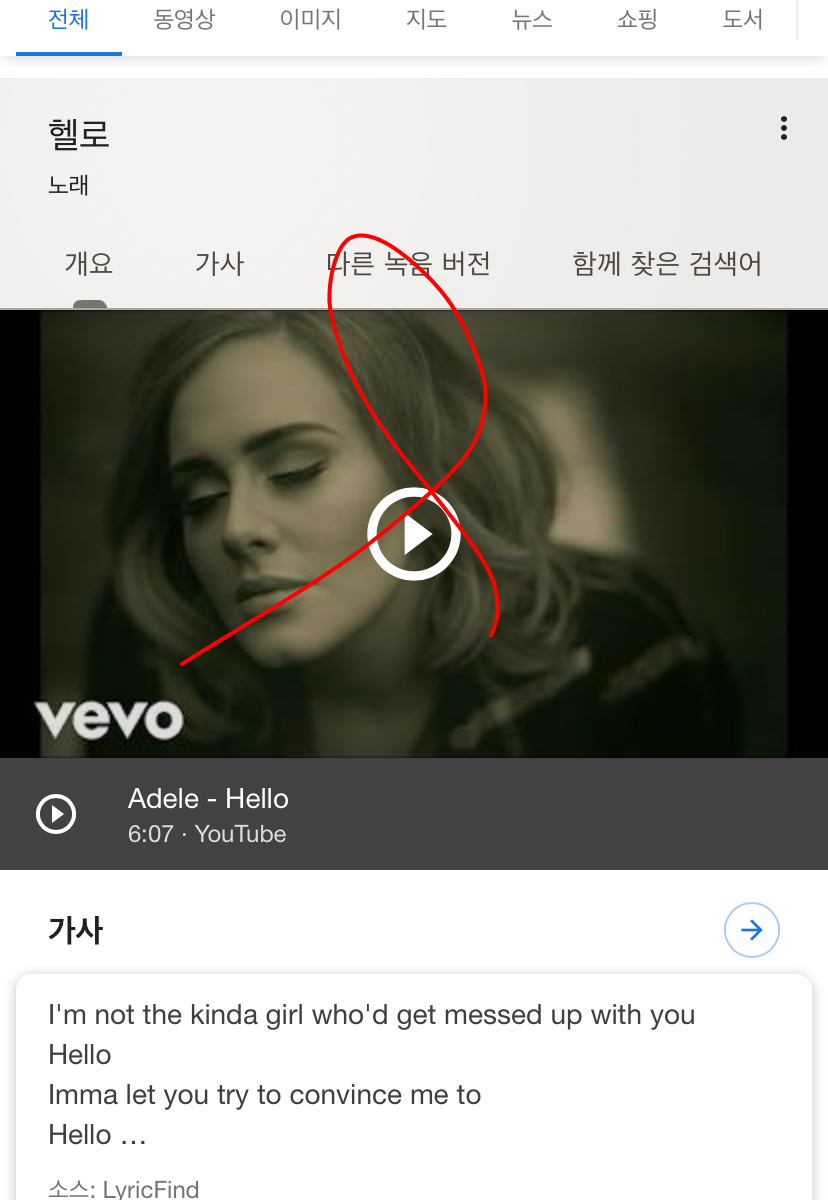 전체 동영상 이미지 지도 뉴스 쇼핑 도서
헬로
노래
개요 가사 다른 녹음 버전 함께 찾은 검색어
vevo
Adele - Hello
6:07 · YouTube
가사
I'm not the kinda girl who'd get messed up with you
Hello
Imma let you try to convince me to
Hello …
소스: LyricFind